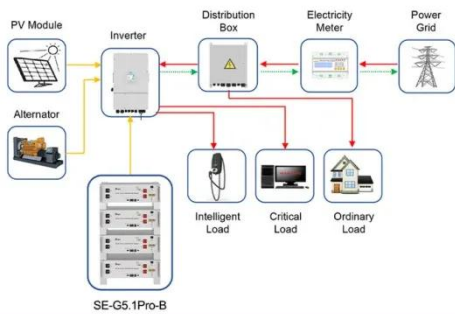 PV Module
Inverter
Distribution
Box
Electricity
Meter
Power
Grid
Alternator
Intelligent
Load
Critical
Load
Ordinary
Load
SE-G5.1Pro-B